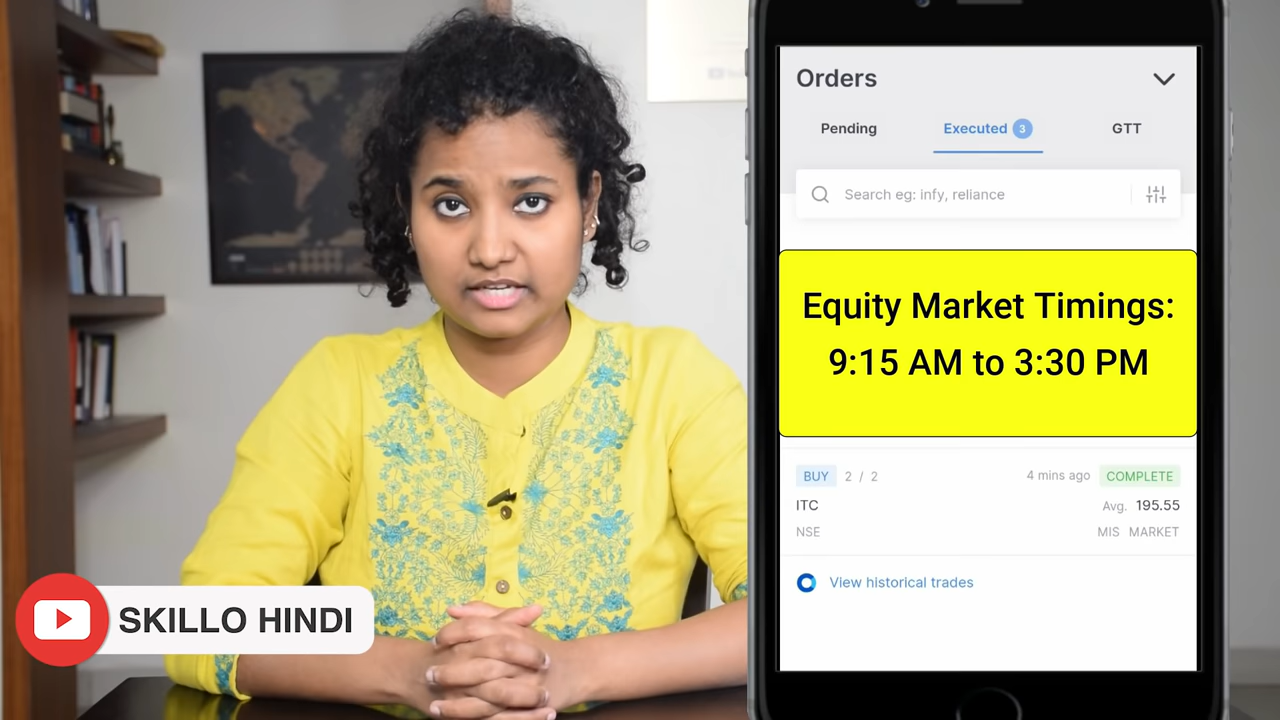 Orders
Pending Executed 3 GTT
Search eg: infy, reliance
Equity Market Timings:
9:15 AM to 3:30 PM
BUY 2 / 2 4 mins ago COMPLETE
ITC Avg. 195.55
NSE MIS MARKET
View historical trades
SKILLO HINDI